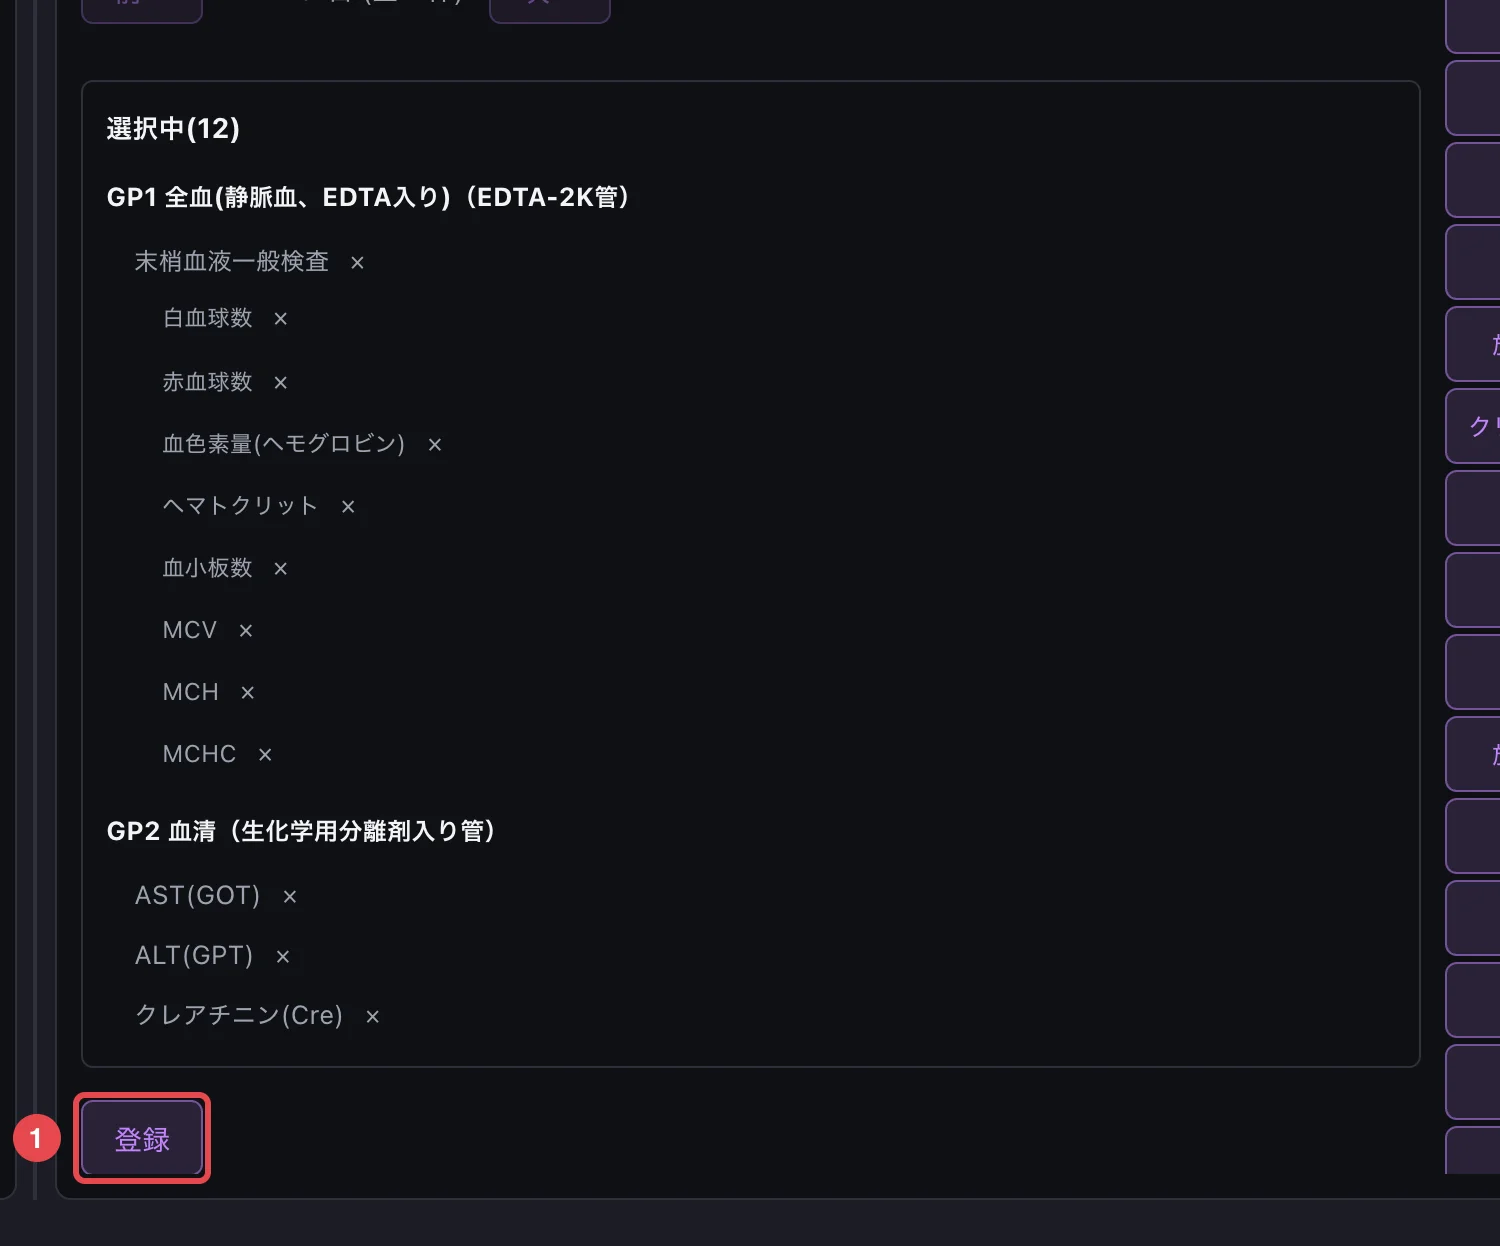 選択中(12)
GP1 全血(静脈血、EDTA入り)（EDTA-2K管）
末梢血液一般検査 ×
白血球数 ×
赤血球数 ×
血色素量(ヘモグロビン) ×
ヘマトクリット ×
血小板数 ×
MCV ×
MCH ×
MCHC ×
GP2 血清（生化学用分離剤入り管）
AST(GOT) ×
ALT(GPT) ×
クレアチニン(Cre) ×
1
登録